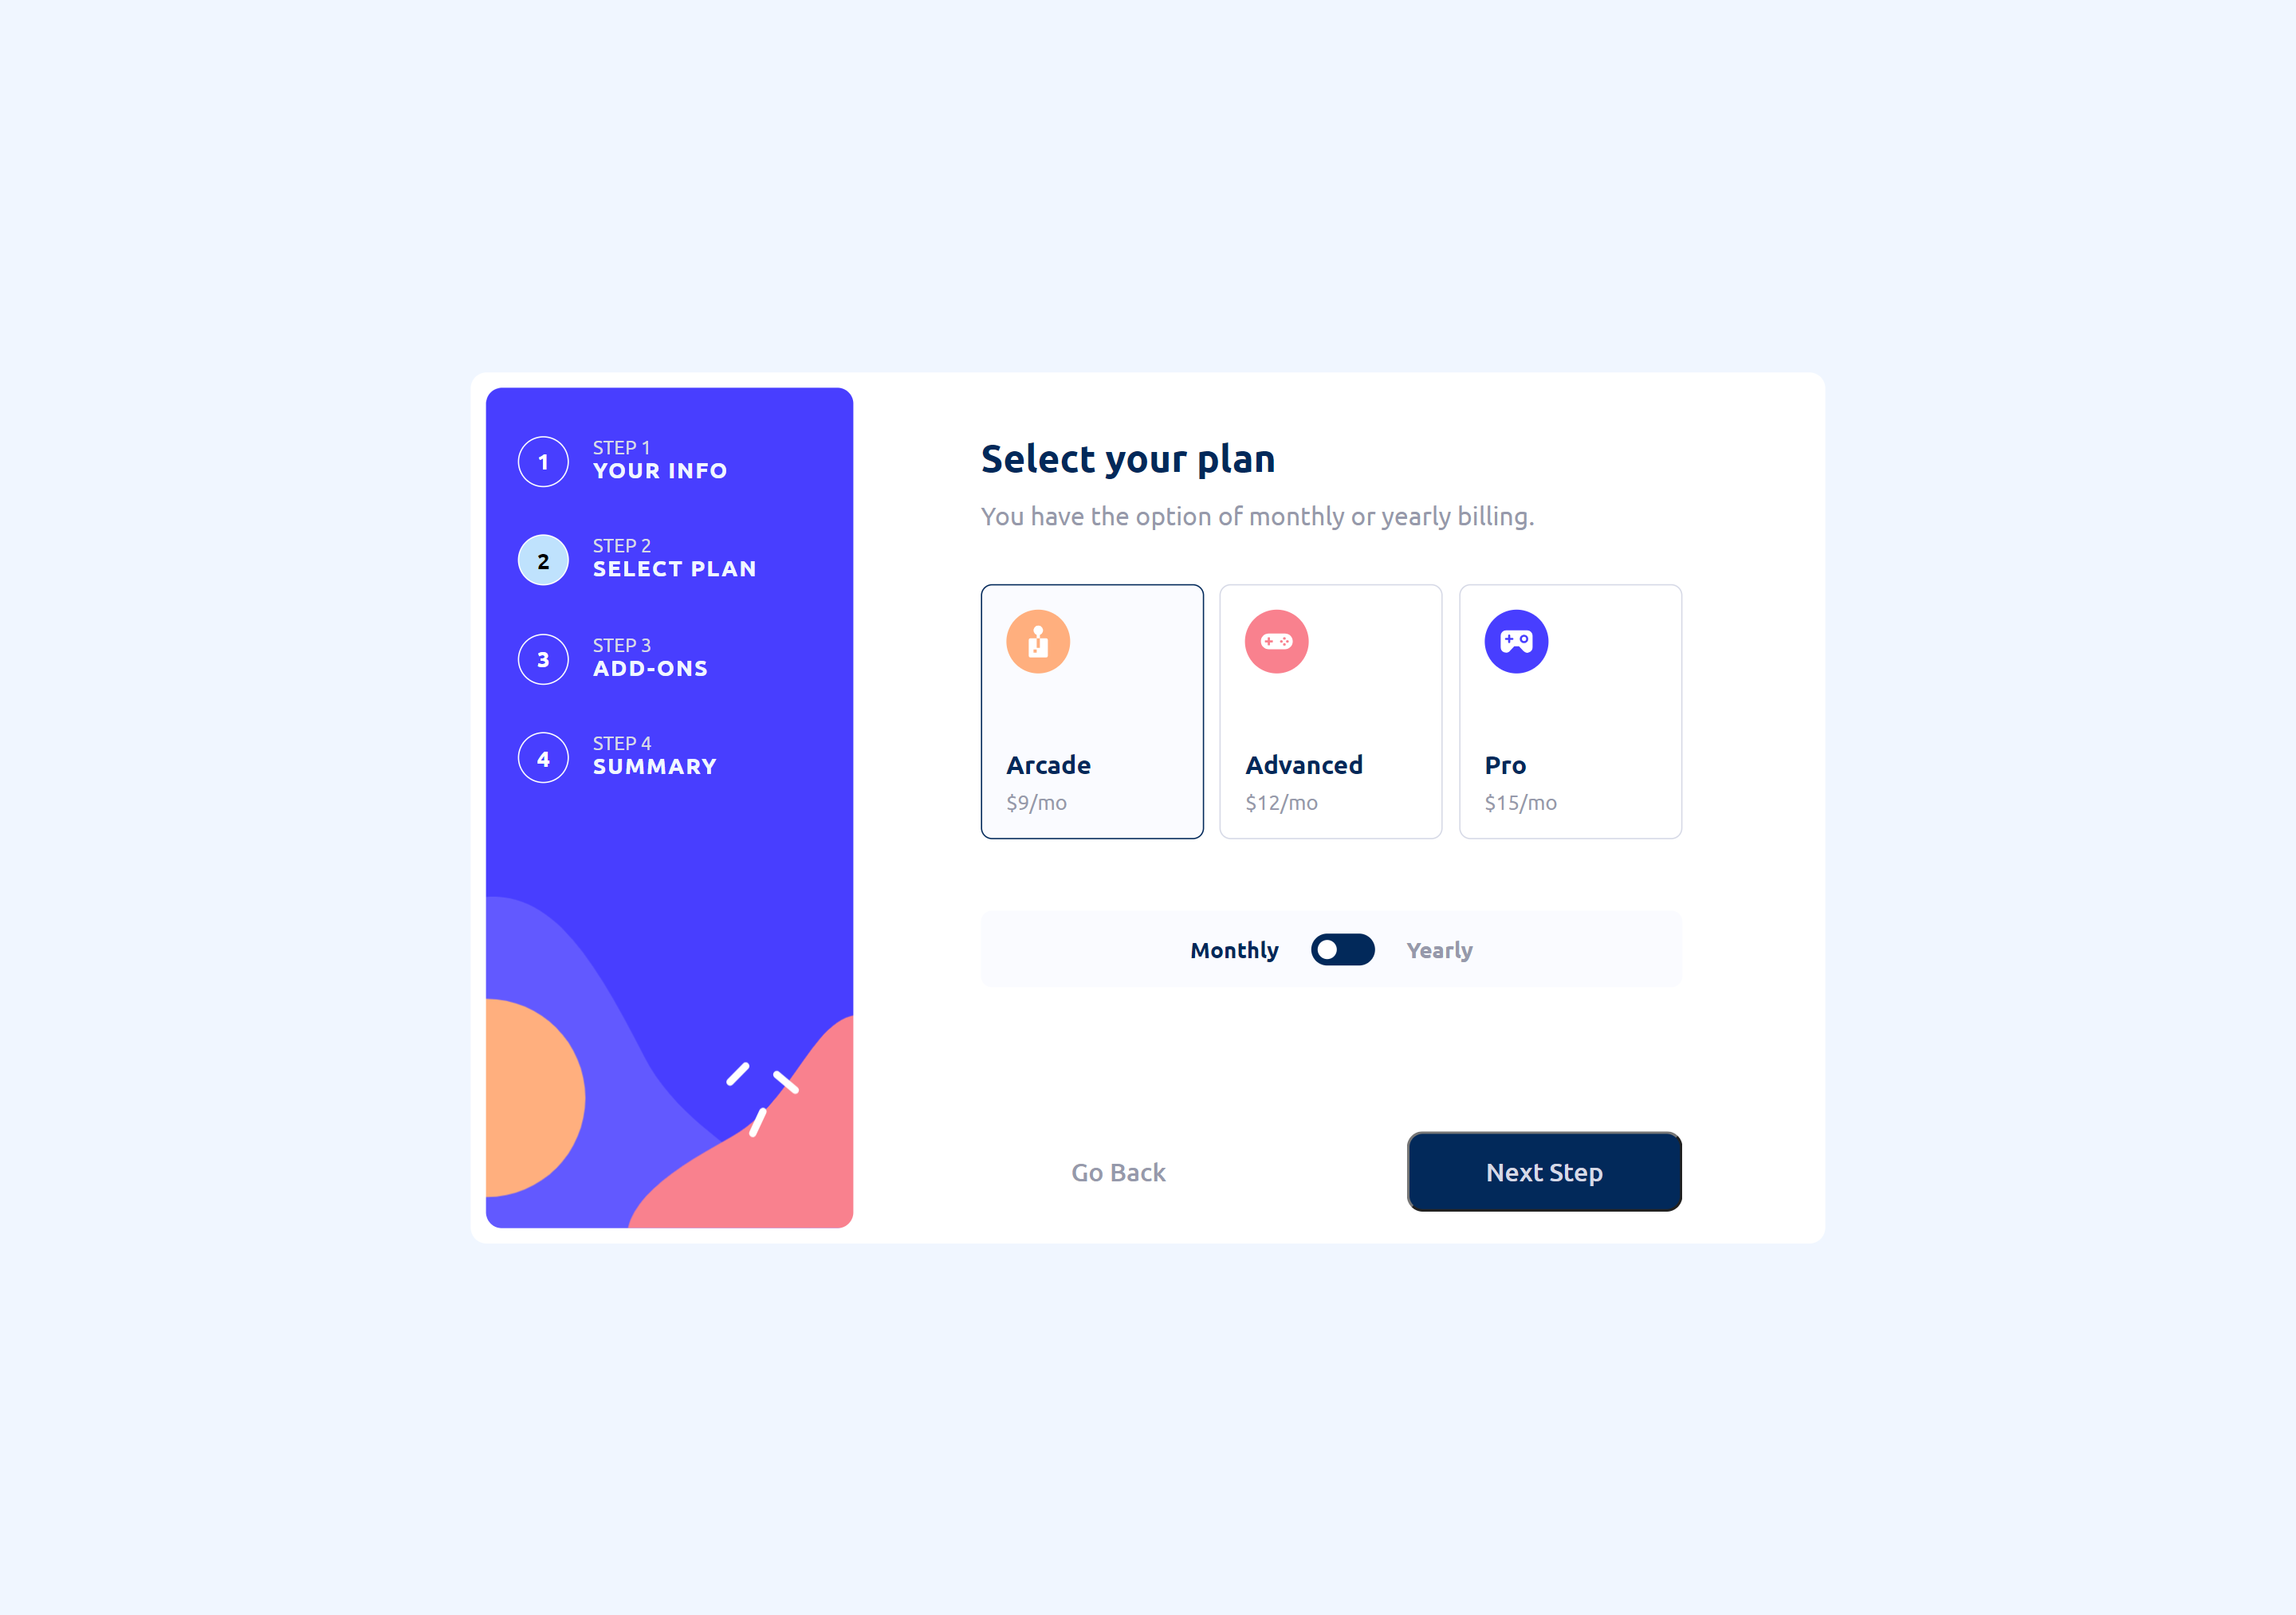 1
STEP 1
YOUR INFO
2
STEP 2
SELECT PLAN
3
STEP 3
ADD-ONS
4
STEP 4
SUMMARY
Select your plan
You have the option of monthly or yearly billing.
Arcade
$9/mo
Advanced
$12/mo
Pro
$15/mo
Monthly
Yearly
Go Back
Next Step